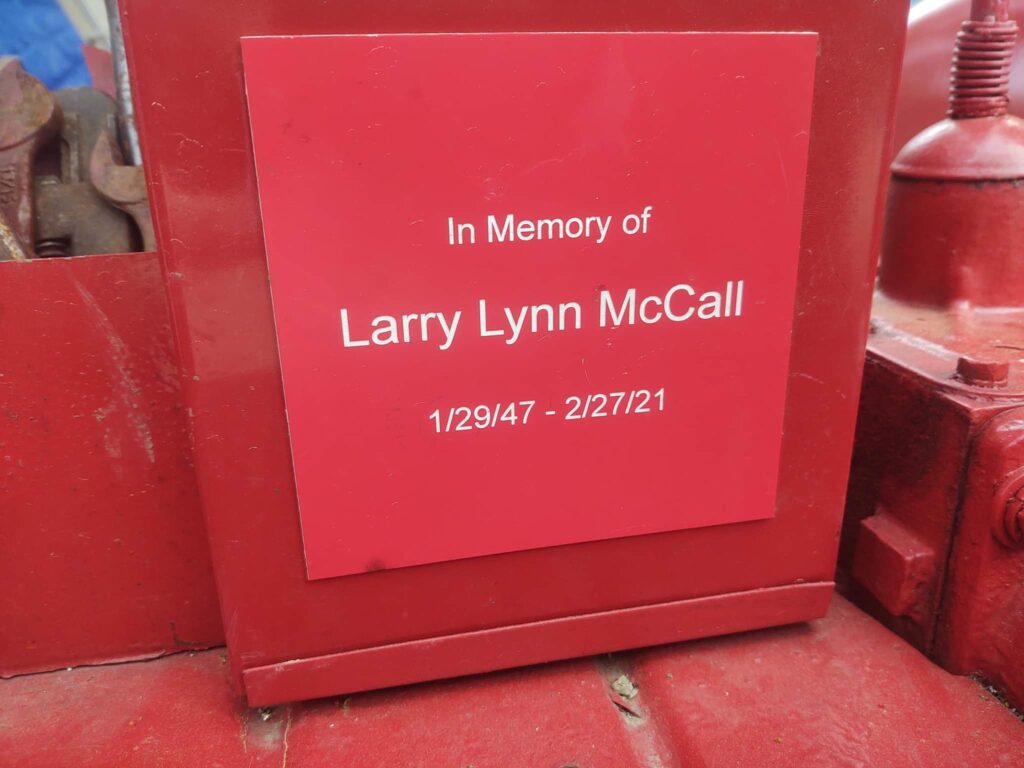 In Memory of
Larry Lynn McCall
1/29/47 - 2/27/21